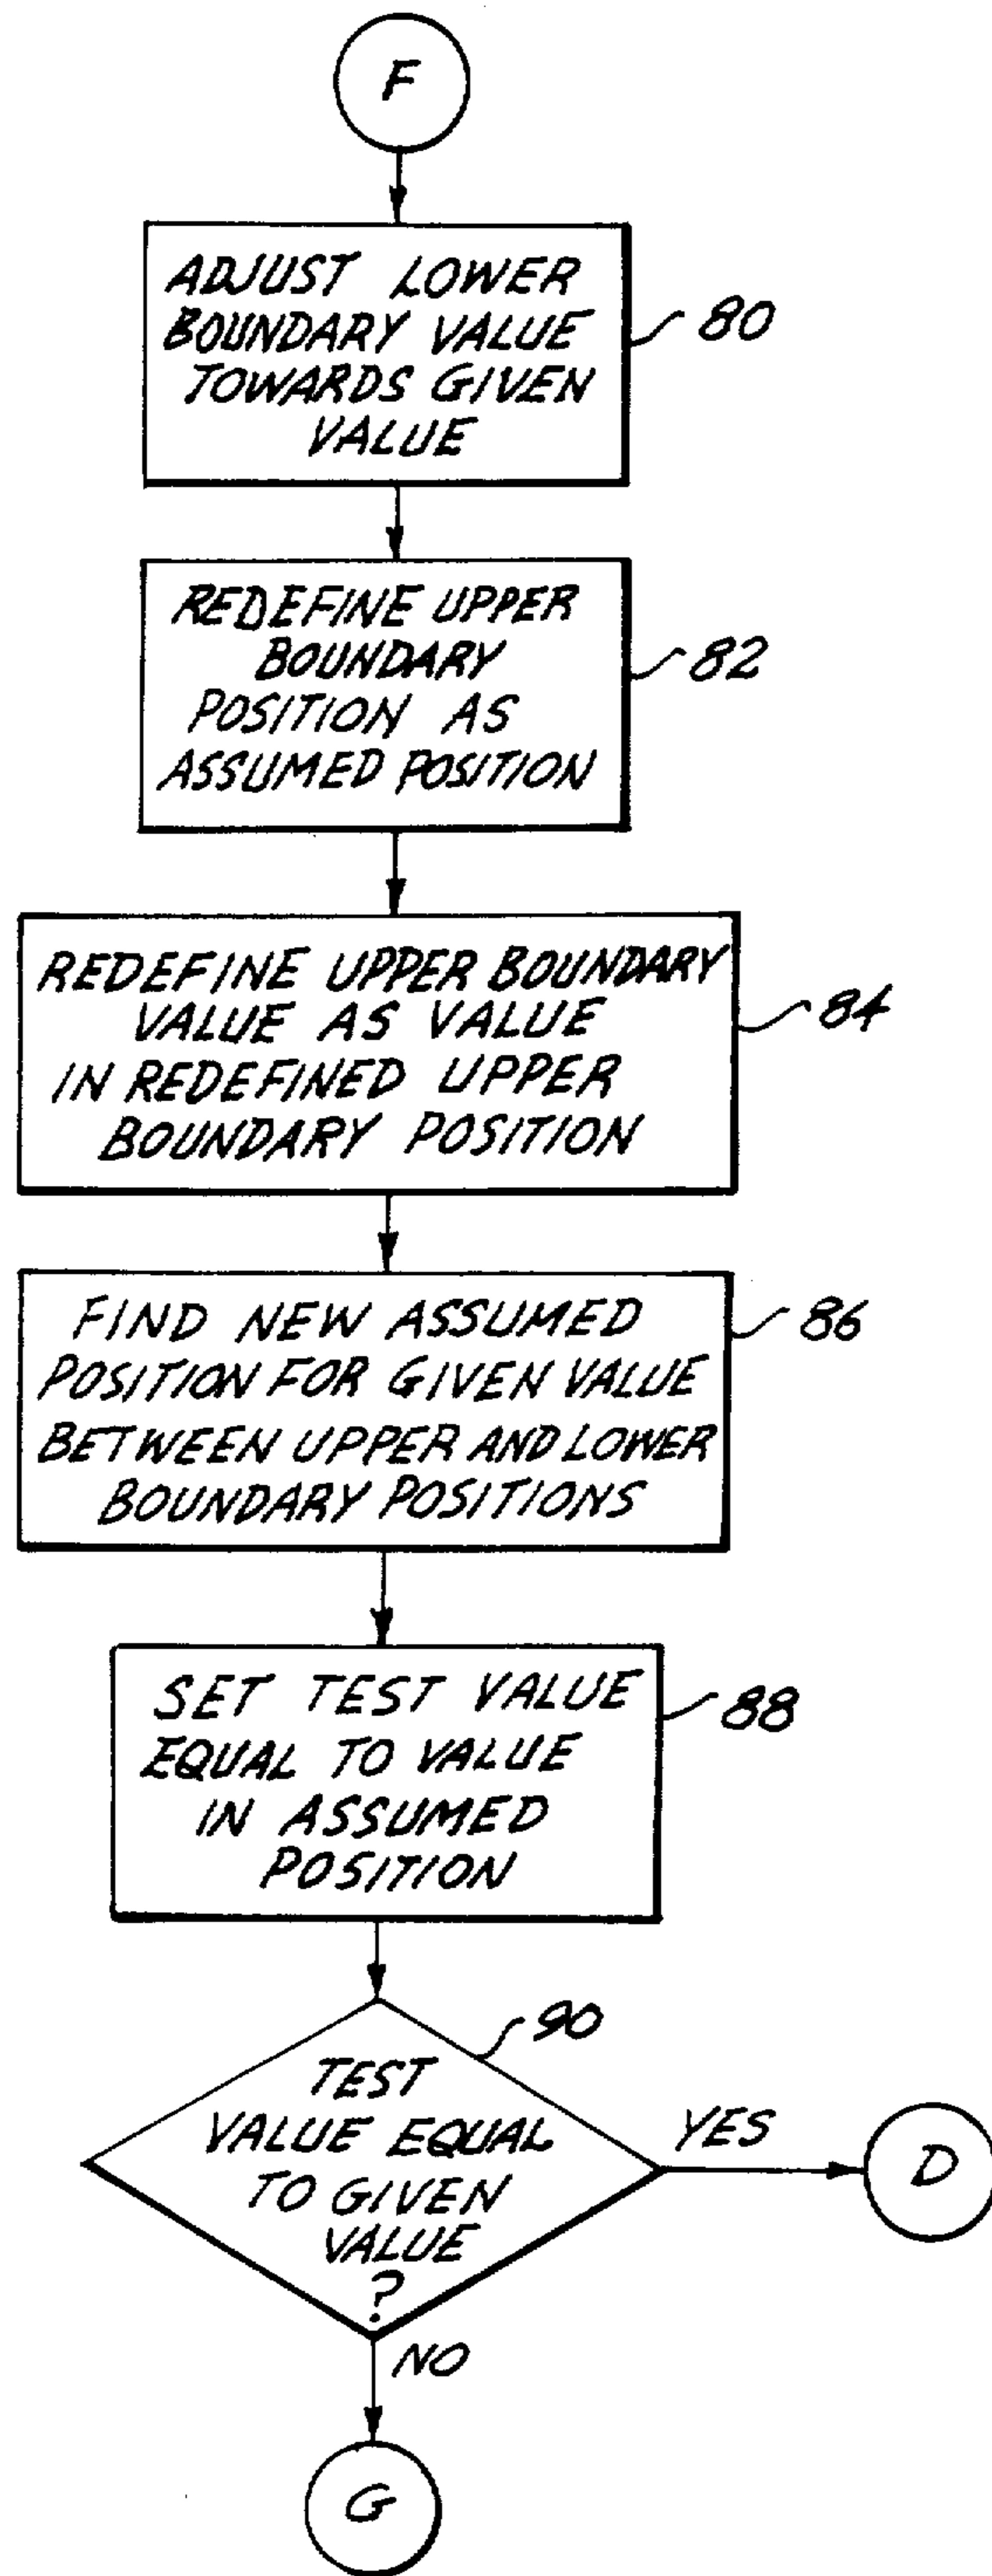 F
ADJUST LOWER
BOUNDARY VALUE
TOWARDS GIVEN
VALUE
80
REDEFINE UPPER
BOUNDARY
POSITION AS
ASSUMED POSITION
82
REDEFINE UPPER BOUNDARY
VALUE AS VALUE
IN REDEFINED UPPER
BOUNDARY POSITION
84
FIND NEW ASSUMED
POSITION FOR GIVEN VALUE
BETWEEN UPPER AND LOWER
BOUNDARY POSITIONS
86
SET TEST VALUE
EQUAL TO VALUE
IN ASSUMED
POSITION
88
90
TEST
VALUE EQUAL
TO GIVEN
VALUE
?
YES
D
NO
G